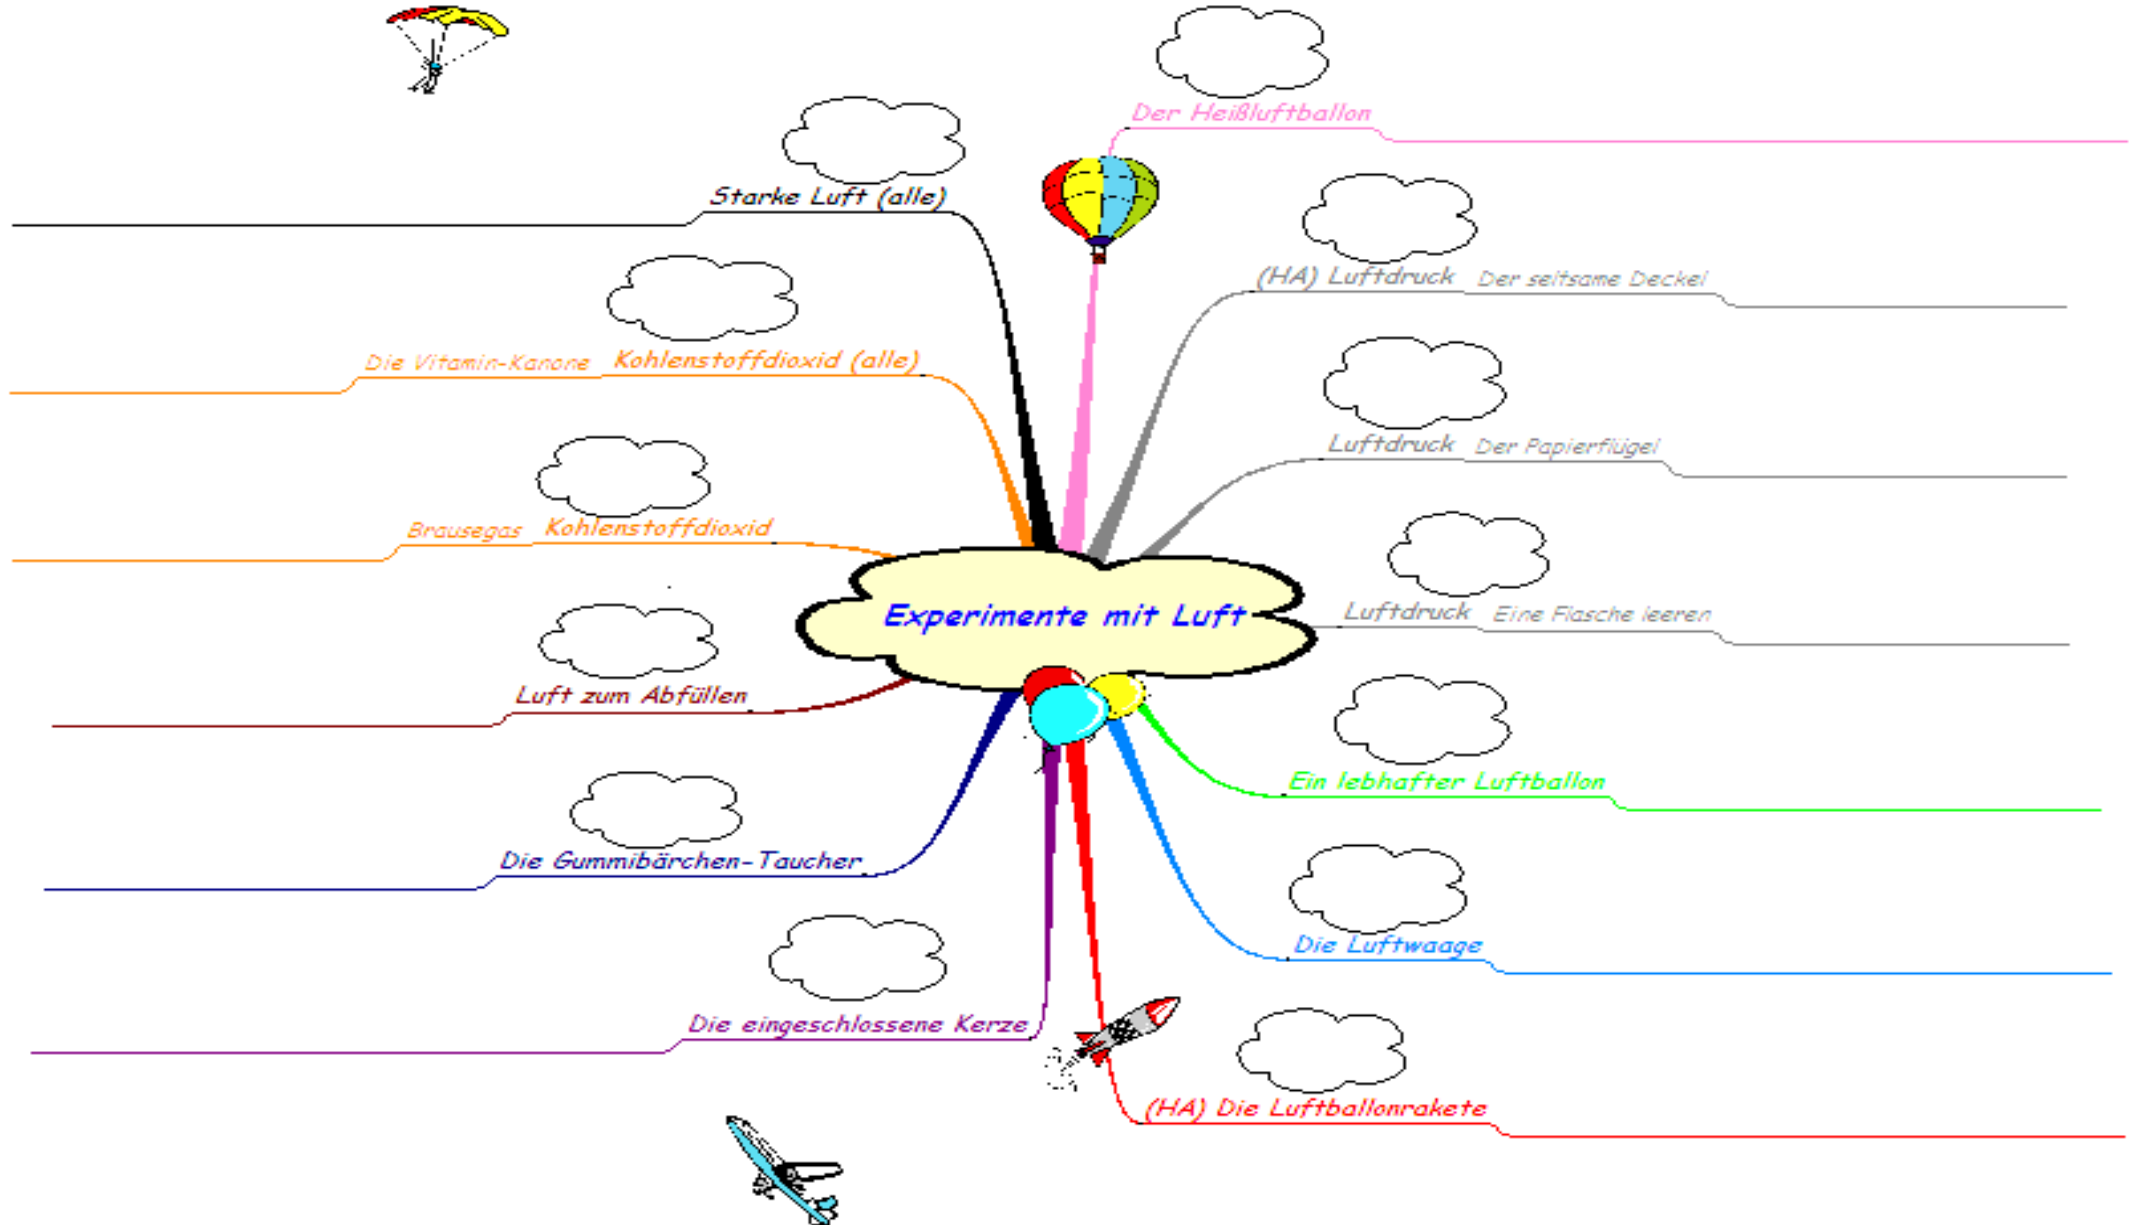 Der Heißluftballon
Starke Luft (alle)
(HA) Luftdruck Der seltsame Deckel
Die Vitamin-Kanone Kohlenstoffdioxid (alle)
Luftdruck Der Papierflügel
Brausegas Kohlenstoffdioxid
Experimente mit Luft
Luftdruck Eine Flasche leeren
Luft zum Abfüllen
Ein lebhafter Luftballon
Die Gummibärchen-Taucher
Die Luftwaage
Die eingeschlossene Kerze
(HA) Die Luftballonrakete